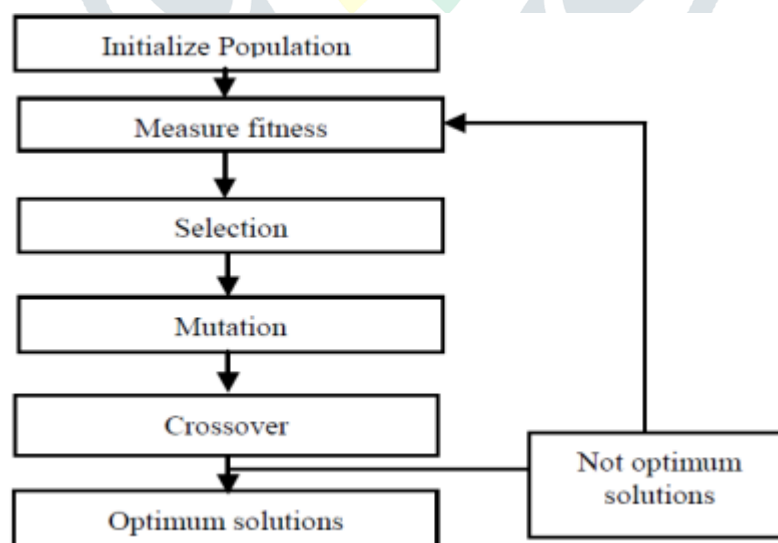 Initialize Population
Measure fitness
Selection
Mutation
Crossover
Not optimum
solutions
Optimum solutions